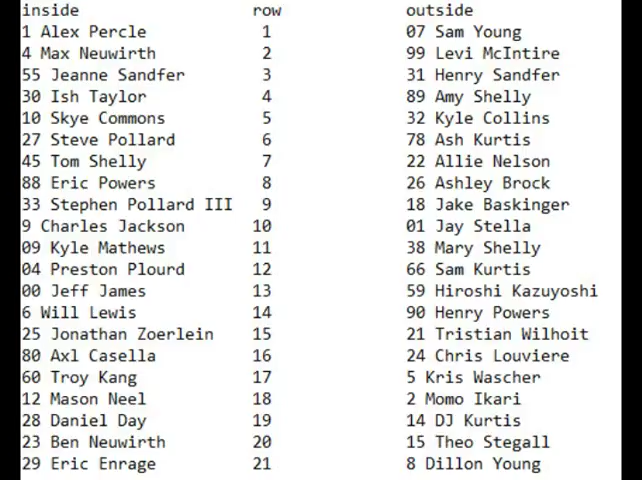 inside row outside
1 Alex Percle 1 07 Sam Young
4 Max Neuwirth 2 99 Levi McIntire
55 Jeanne Sandfer 3 31 Henry Sandfer
30 Ish Taylor 4 89 Amy Shelly
10 Skye Commons 5 32 Kyle Collins
27 Steve Pollard 6 78 Ash Kurtis
45 Tom Shelly 7 22 Allie Nelson
88 Eric Powers 8 26 Ashley Brock
33 Stephen Pollard III 9 18 Jake Baskinger
9 Charles Jackson 10 01 Jay Stella
09 Kyle Mathews 11 38 Mary Shelly
04 Preston Plourd 12 66 Sam Kurtis
00 Jeff James 13 59 Hiroshi Kazuyoshi
6 Will Lewis 14 90 Henry Powers
25 Jonathan Zoerlein 15 21 Tristian Wilhoit
80 Axl Casella 16 24 Chris Louviere
60 Troy Kang 17 5 Kris Wascher
12 Mason Neel 18 2 Momo Ikari
28 Daniel Day 19 14 DJ Kurtis
23 Ben Neuwirth 20 15 Theo Stegall
29 Eric Enrage 21 8 Dillon Young